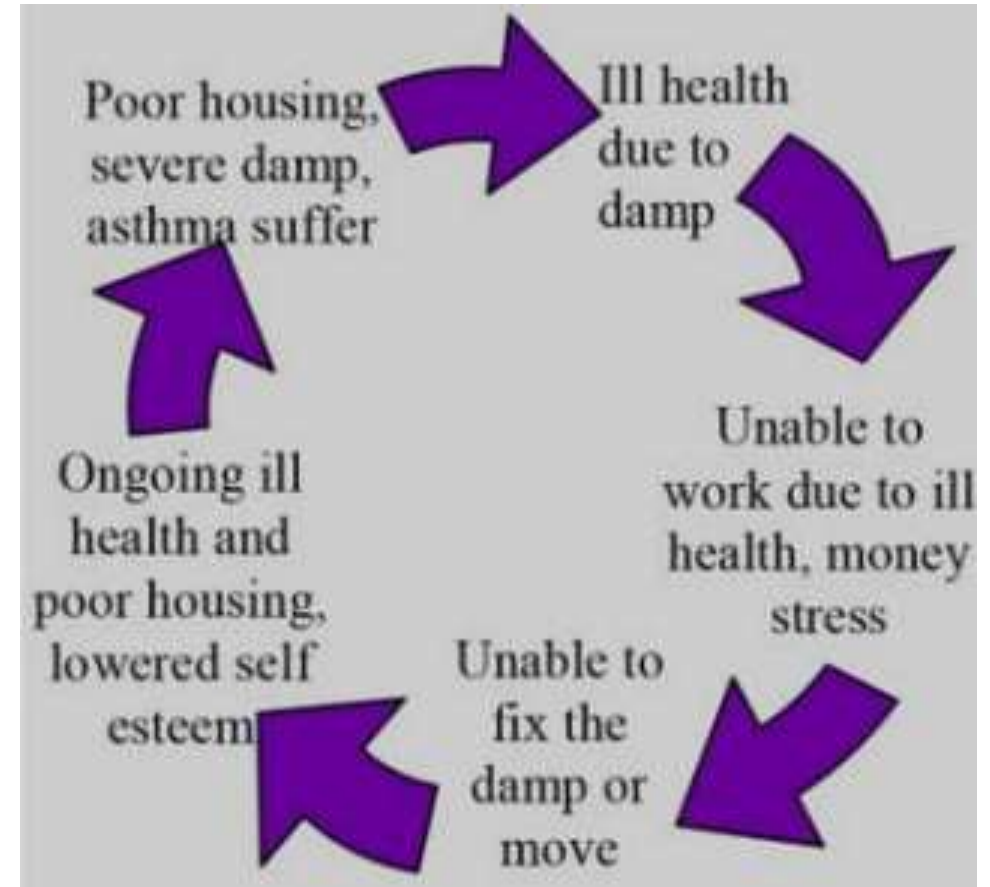 Poor housing,
severe damp,
asthma suffer
Ill health
due to
damp
Unable to
work due to ill
health, money
stress
Unable to
fix the
damp or
move
Ongoing ill
health and
poor housing,
lowered self
esteem